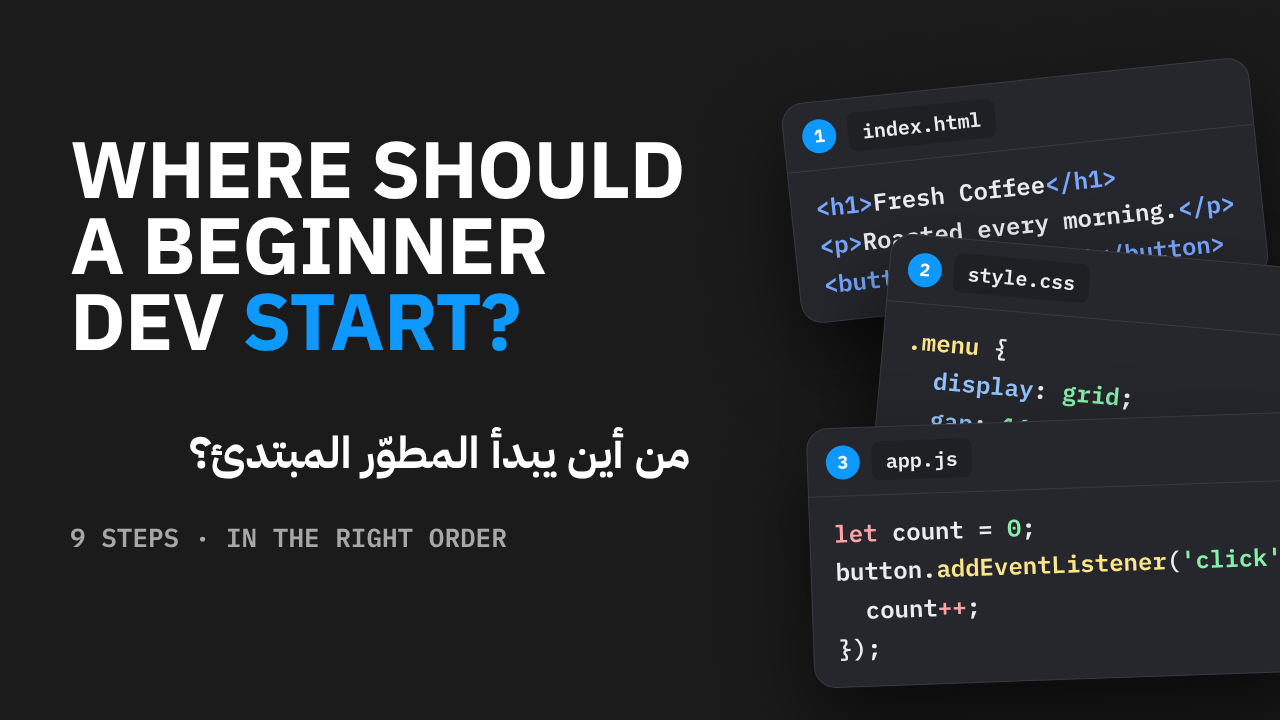 WHERE SHOULD
A BEGINNER
DEV START?
من أين يبدأ المطوّر المبتدئ؟
9 STEPS · IN THE RIGHT ORDER
1 index.html
<h1>Fresh Coffee</h1>
<p>Roasted every morning.</p>
</button>
2 style.css
.menu {
display: grid;
gap:
3 app.js
let count = 0;
button.addEventListener('click'
count++;
});